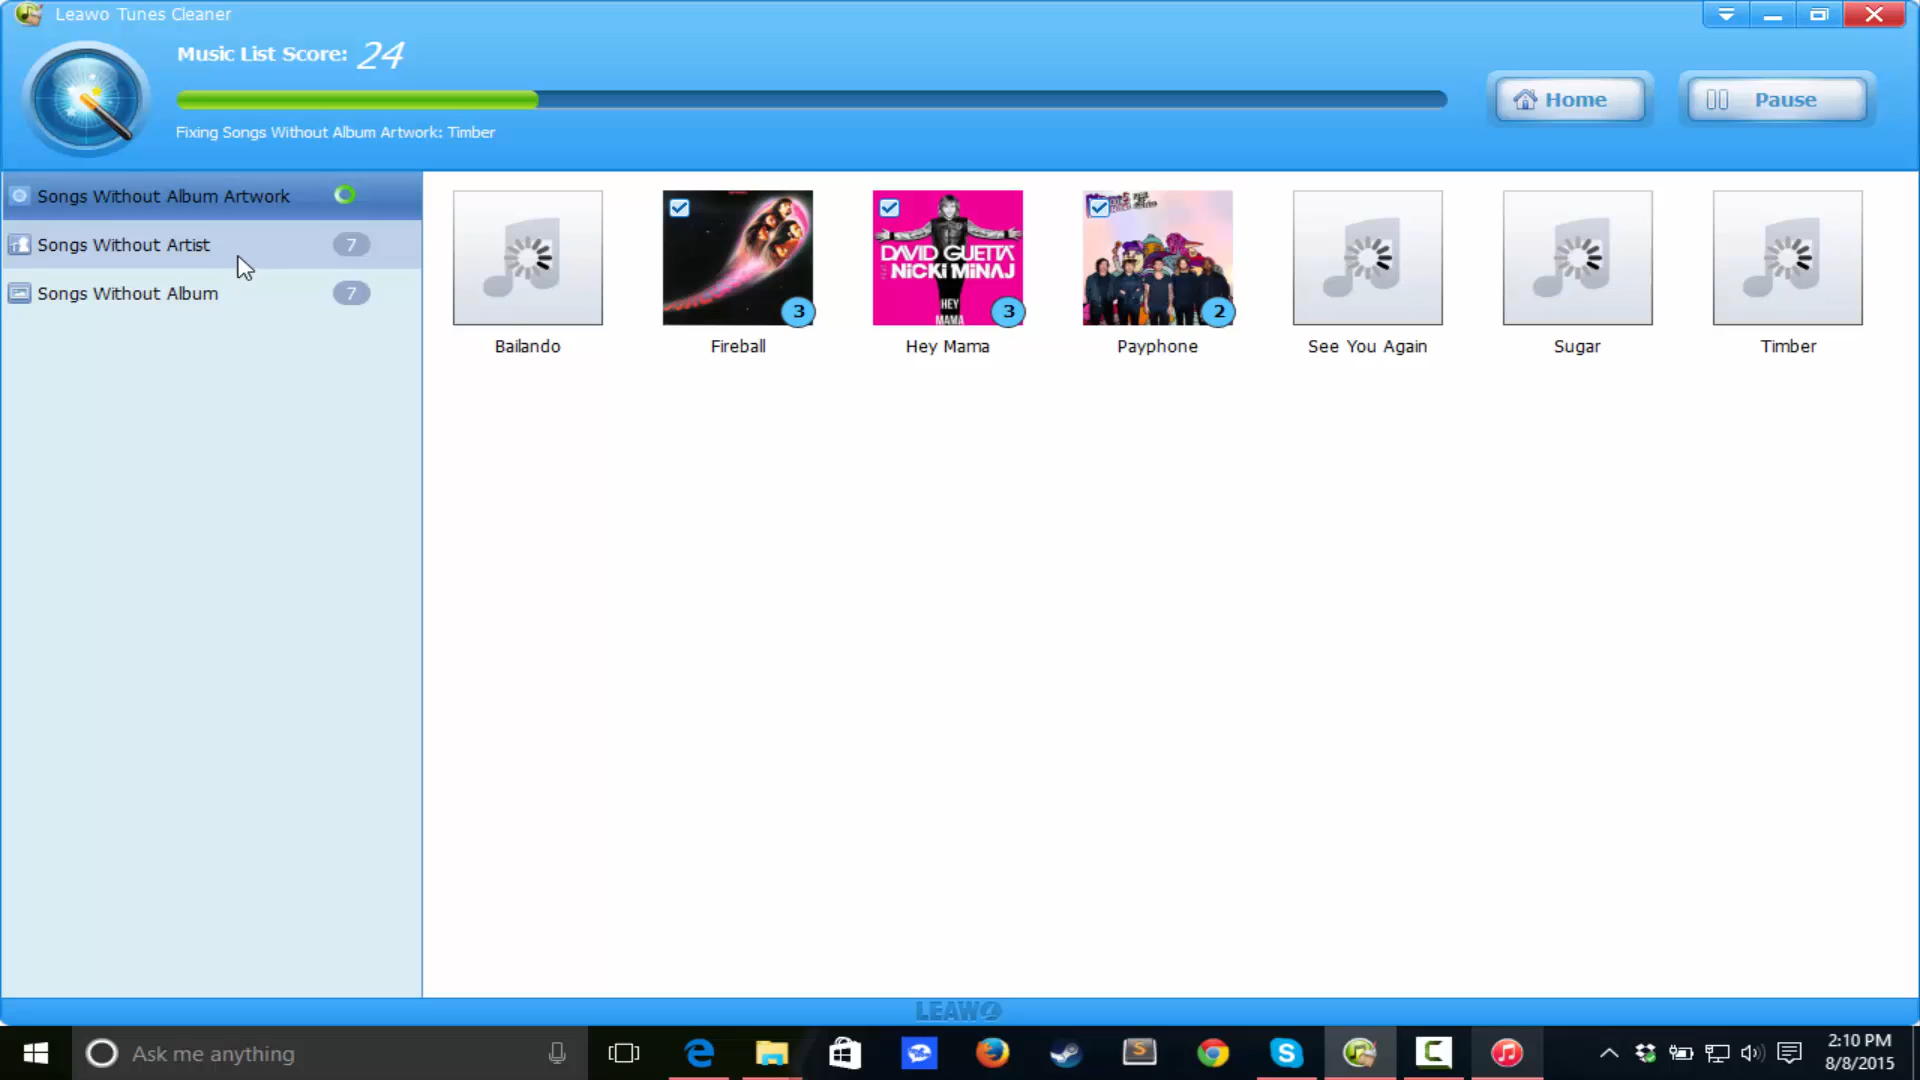 Leawo Tunes Cleaner
Music List Score: 24
Fixing Songs Without Album Artwork: Timber
Home
Pause
Songs Without Album Artwork
Songs Without Artist 7
Songs Without Album 7
3
DAVID GUETTA
NICKI MINAJ
HEY
MAMA
3
2
Bailando
Fireball
Hey Mama
Payphone
See You Again
Sugar
Timber
LEAWO
Ask me anything
2:10 PM
8/8/2015